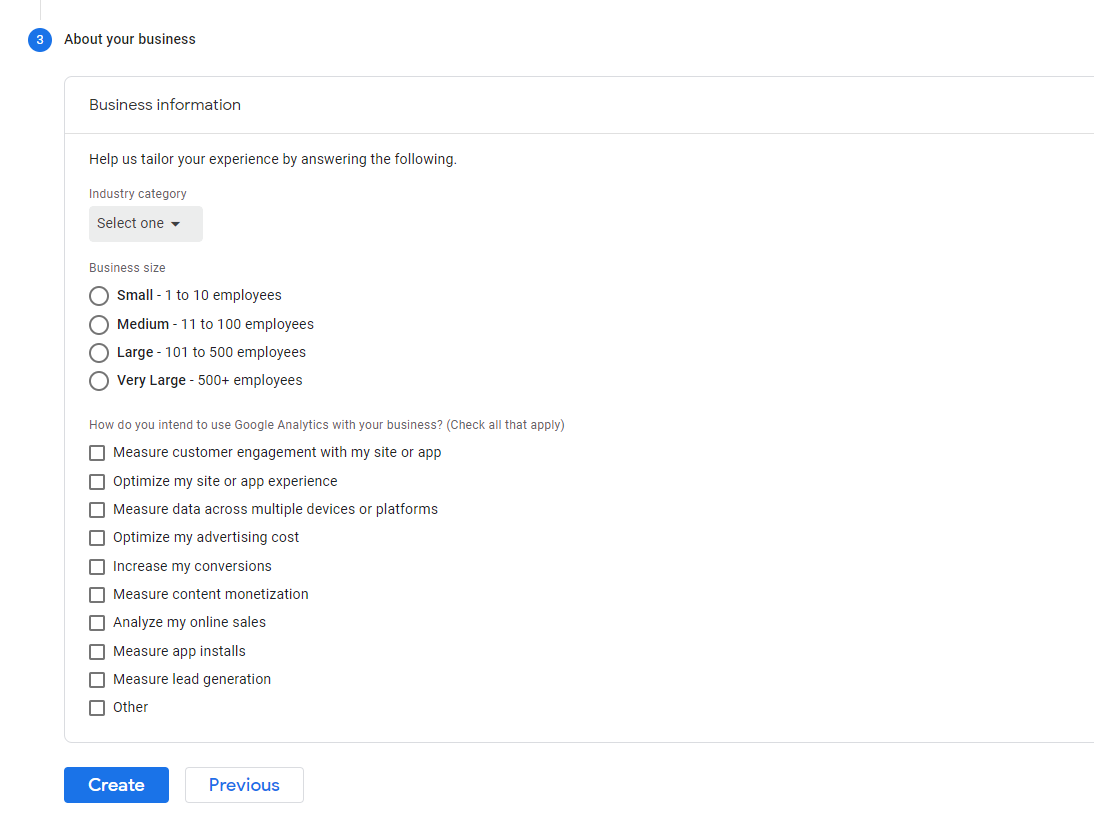 3 About your business
Business information
Help us tailor your experience by answering the following.
Industry category
Select one
Business size
Small - 1 to 10 employees
Medium - 11 to 100 employees
Large - 101 to 500 employees
Very Large - 500+ employees
How do you intend to use Google Analytics with your business? (Check all that apply)
Measure customer engagement with my site or app
Optimize my site or app experience
Measure data across multiple devices or platforms
Optimize my advertising cost
Increase my conversions
Measure content monetization
Analyze my online sales
Measure app installs
Measure lead generation
Other
Create Previous